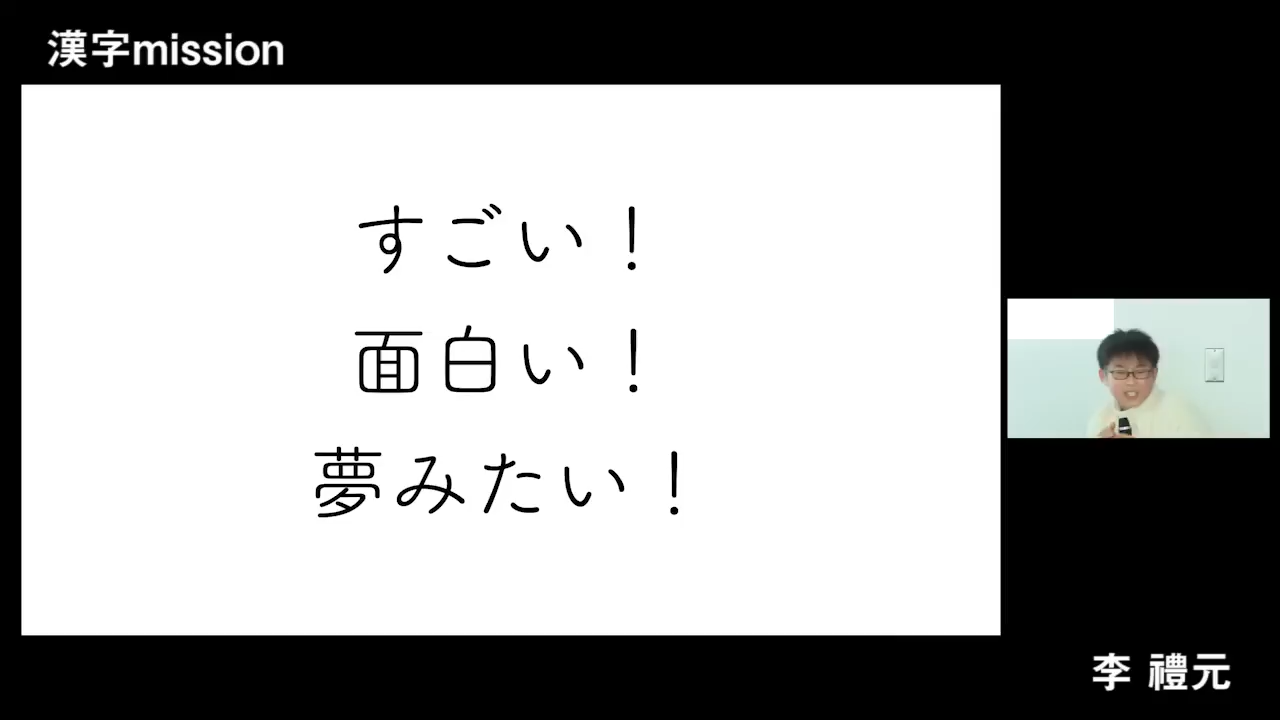 漢字mission
すごい！
面白い！
夢みたい！
李 禮元